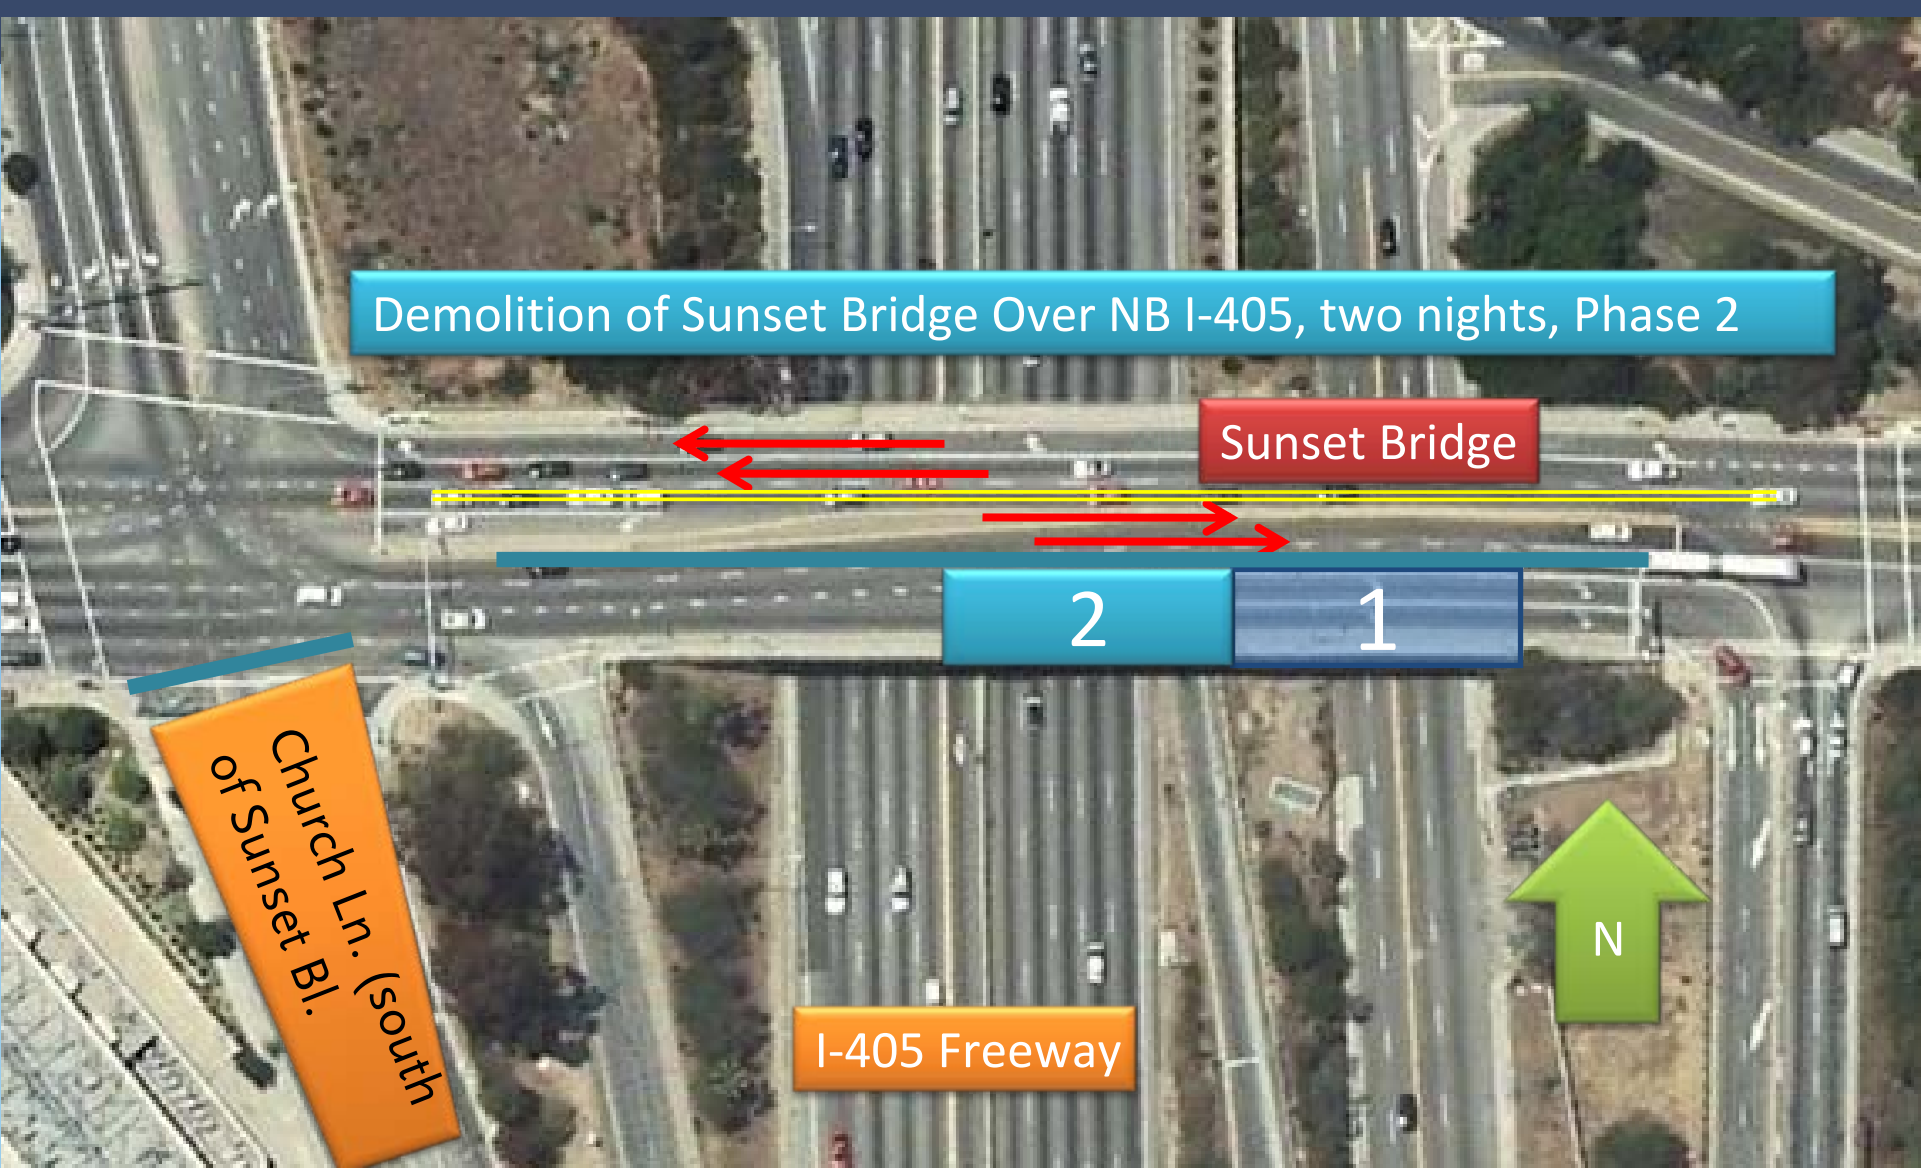 Demolition of Sunset Bridge Over NB I-405, two nights, Phase 2
Sunset Bridge
2
1
Church Ln. (south
of Sunset Bl.
N
I-405 Freeway